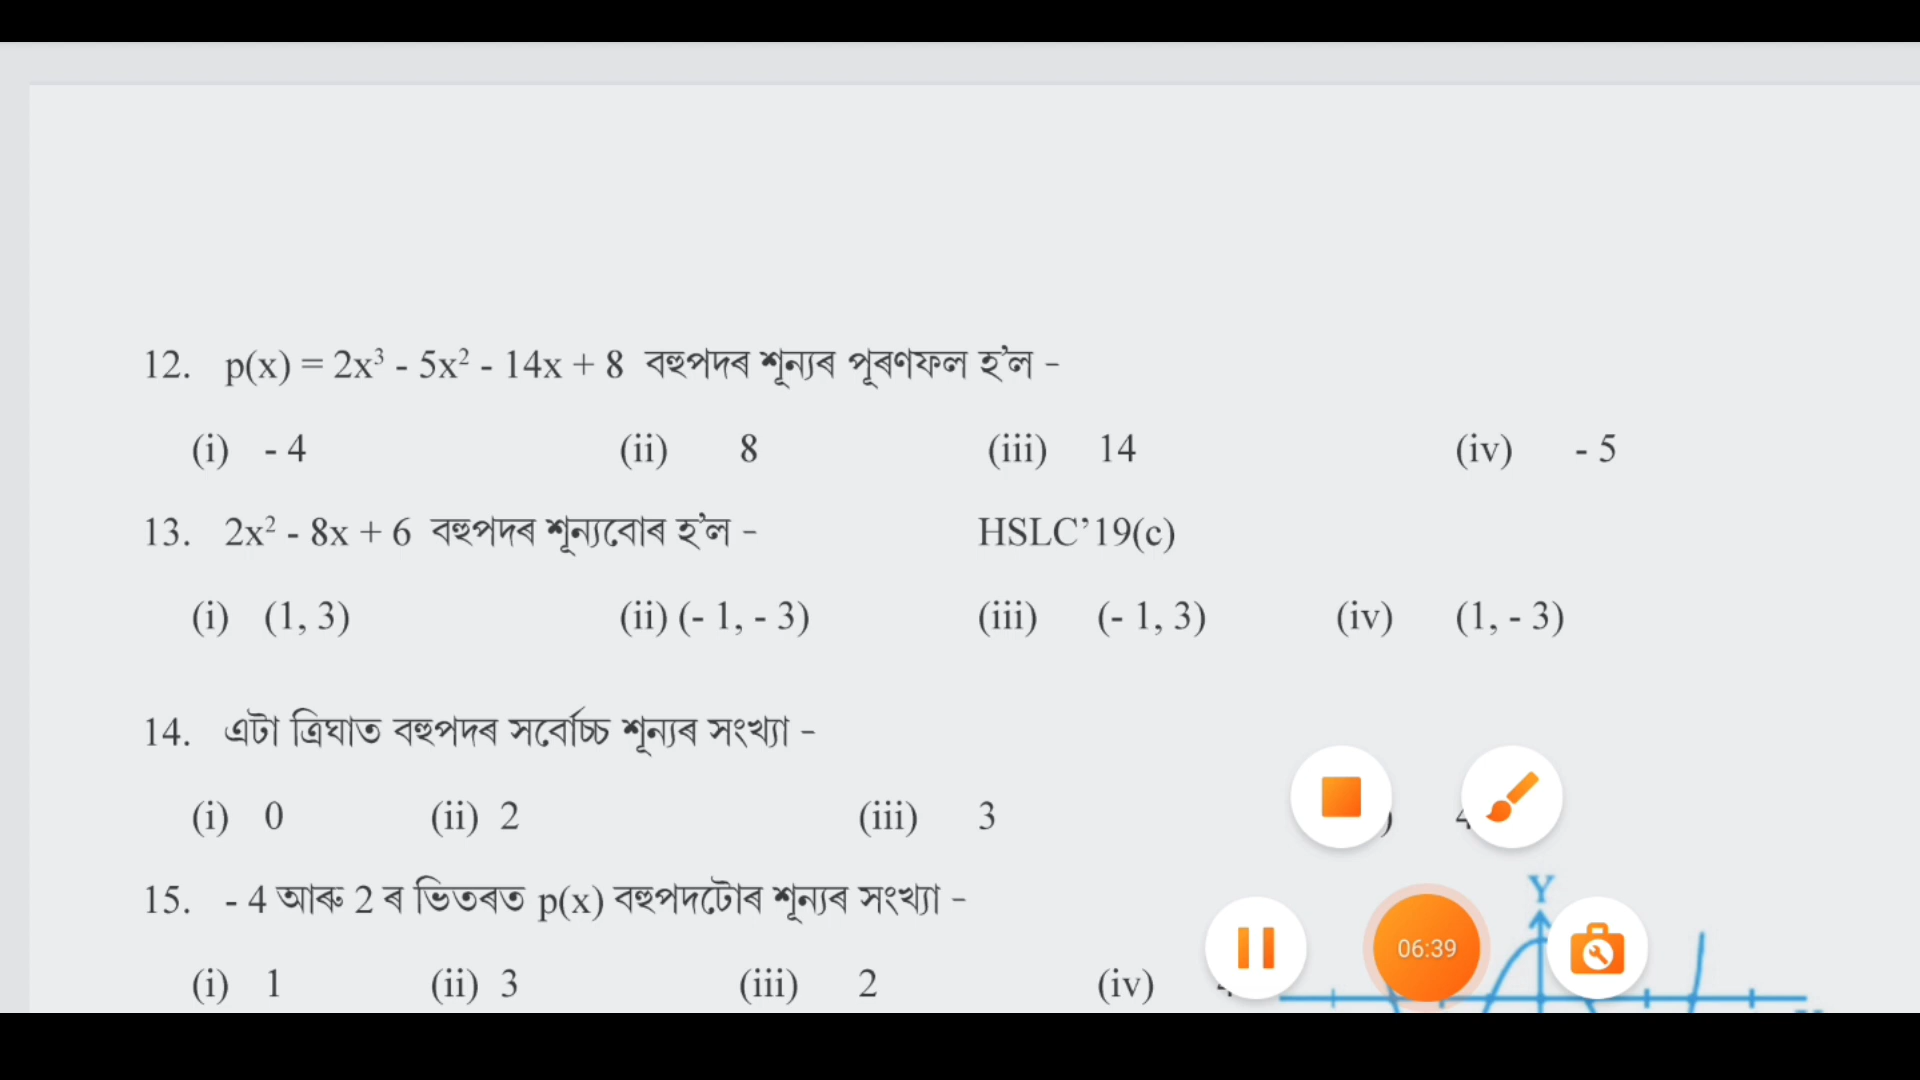 12. p(x) = 2x³ - 5x² - 14x + 8 বহুপদৰ শূন্যৰ পূৰণফল হ’ল -
(i) - 4 (ii) 8 (iii) 14 (iv) - 5
13. 2x² - 8x + 6 বহুপদৰ শূন্যবোৰ হ’ল - HSLC’19(c)
(i) (1, 3) (ii) (- 1, - 3) (iii) (- 1, 3) (iv) (1, - 3)
14. এটা ত্ৰিঘাত বহুপদৰ সৰ্বোচ্চ শূন্যৰ সংখ্যা -
(i) 0 (ii) 2 (iii) 3
15. - 4 আৰু 2 ৰ ভিতৰত p(x) বহুপদটোৰ শূন্যৰ সংখ্যা -
Y
06:39
(i) 1 (ii) 3 (iii) 2 (iv)